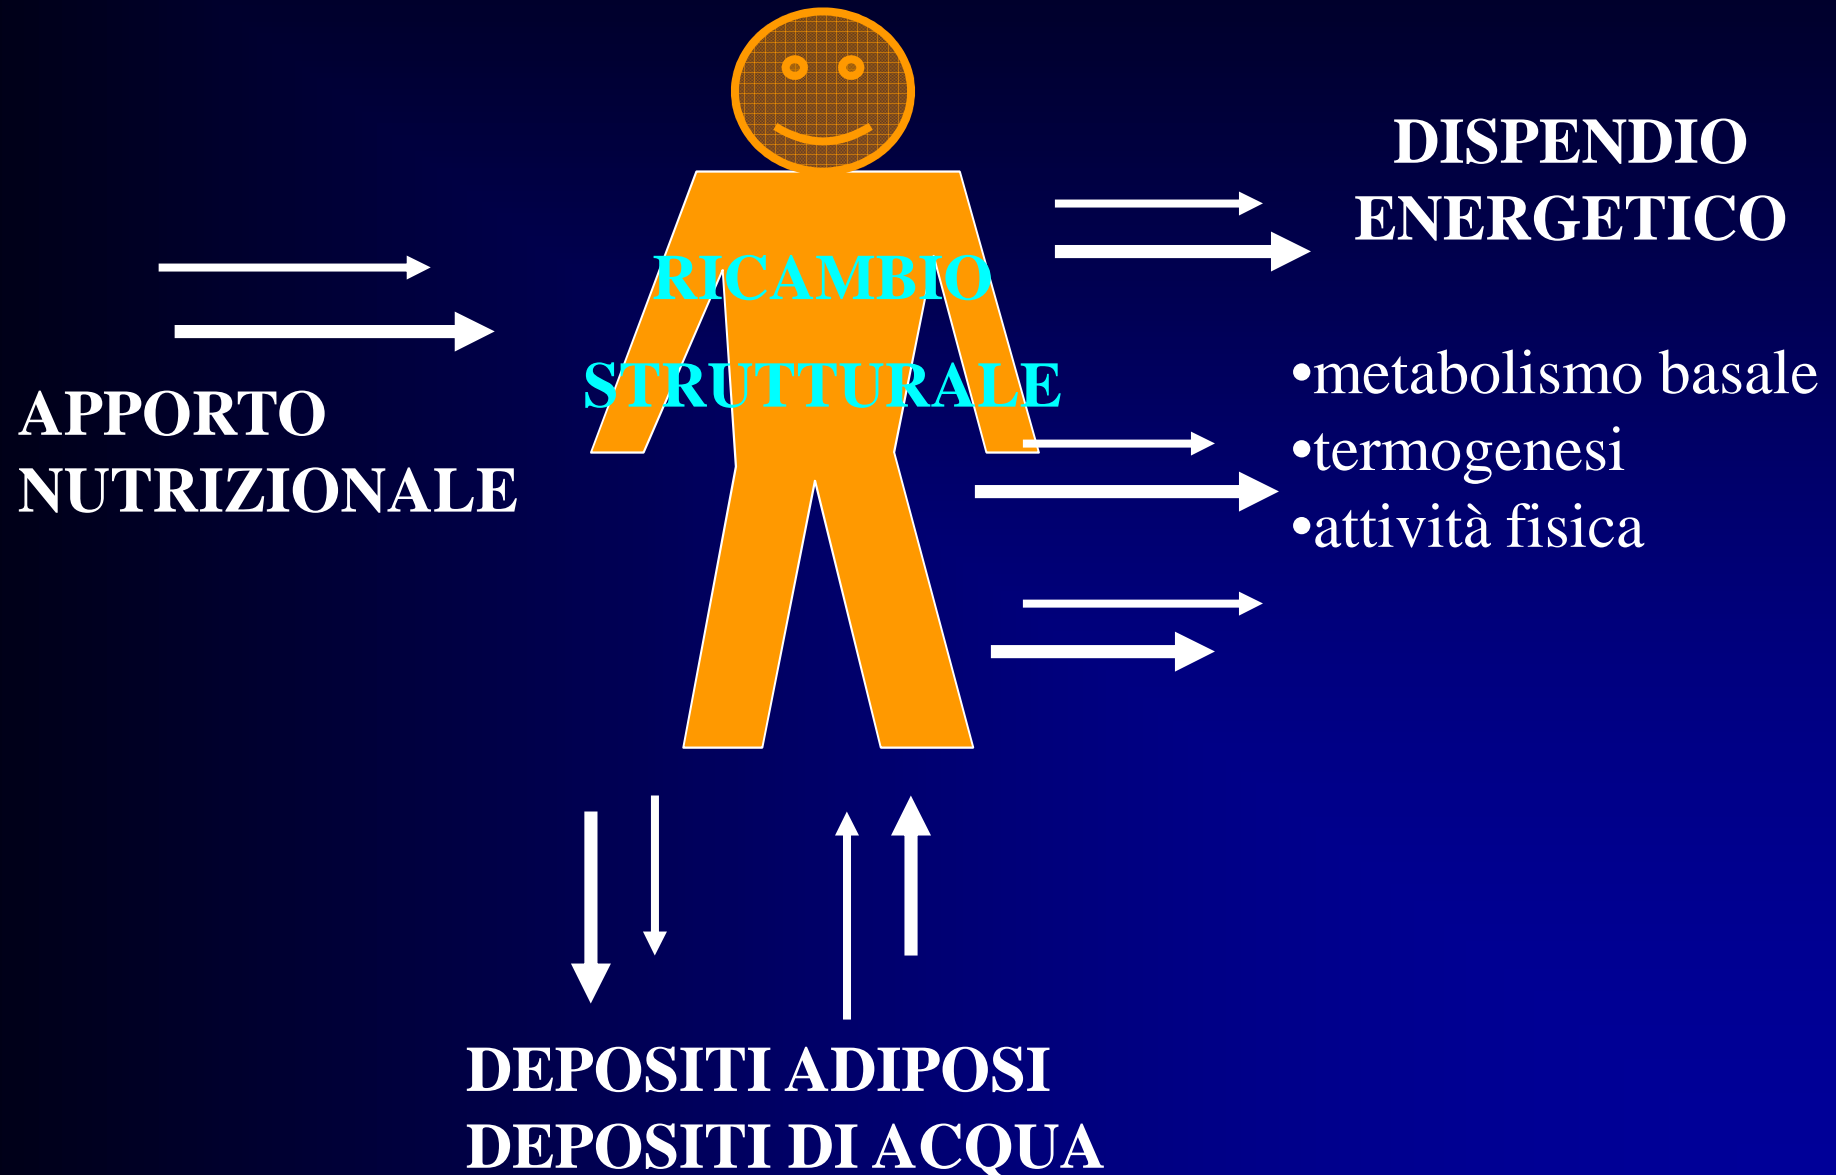 DISPENDIO
ENERGETICO
RICAMBIO
STRUTTURALE
APPORTO
NUTRIZIONALE
•metabolismo basale
•termogenesi
•attività fisica
DEPOSITI ADIPOSI
DEPOSITI DI ACQUA